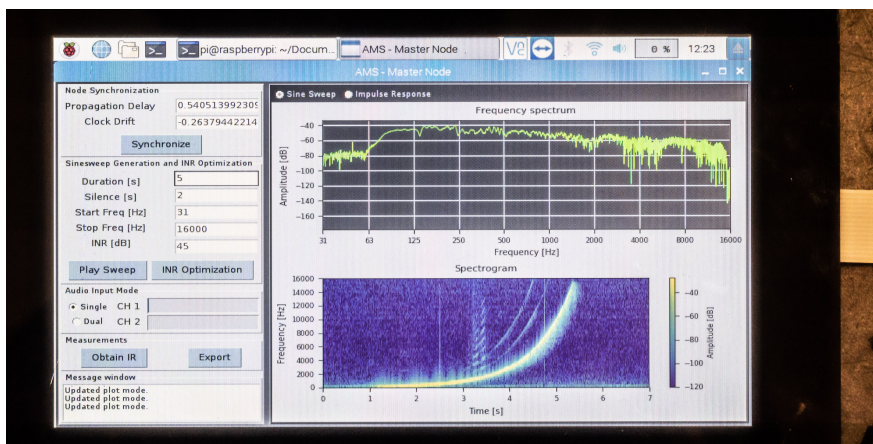 pi@raspberrypi: ~/Docum..
AMS - Master Node
V2
0 %
12:23
AMS - Master Node
Node Synchronization
Propagation Delay 0.54051399230
Clock Drift -0.26379442214
Synchronize
Sinesweep Generation and INR Optimization
Duration [s] 5
Silence [s] 2
Start Freq [Hz] 31
Stop Freq [Hz] 16000
INR [dB] 45
Play Sweep INR Optimization
Audio Input Mode
Single CH 1
Dual CH 2
Measurements
Obtain IR Export
Message window
Updated plot mode.
Updated plot mode.
Updated plot mode.
Sine Sweep Impulse Response
Frequency spectrum
Amplitude [dB]
-40
-60
-80
-100
-120
-140
-160
31 63 125 250 500 1000 2000 4000 8000 16000
Frequency [Hz]
Spectrogram
Frequency [Hz]
16000
14000
12000
10000
8000
6000
4000
2000
0
0 1 2 3 4 5 6 7
Time [s]
-40
-60
-80
-100
-120
Amplitude [dB]